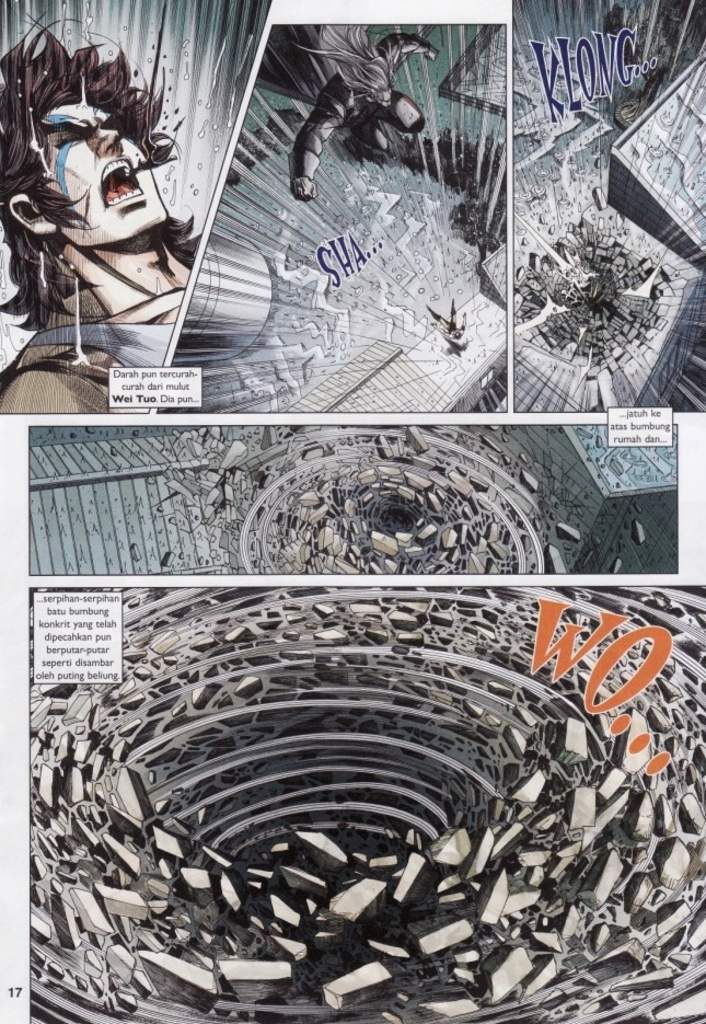 KLONG...
SHA...
Darah pun tercurah-
curah dari mulut
Wei Tuo. Dia pun...
...jatuh ke
atas bumbung
rumah dan...
...serpihan-serpihan
batu bumbung
konkrit yang telah
dipecahkan pun
berputar-putar
seperti disambar
oleh puting beliung.
WO...
17